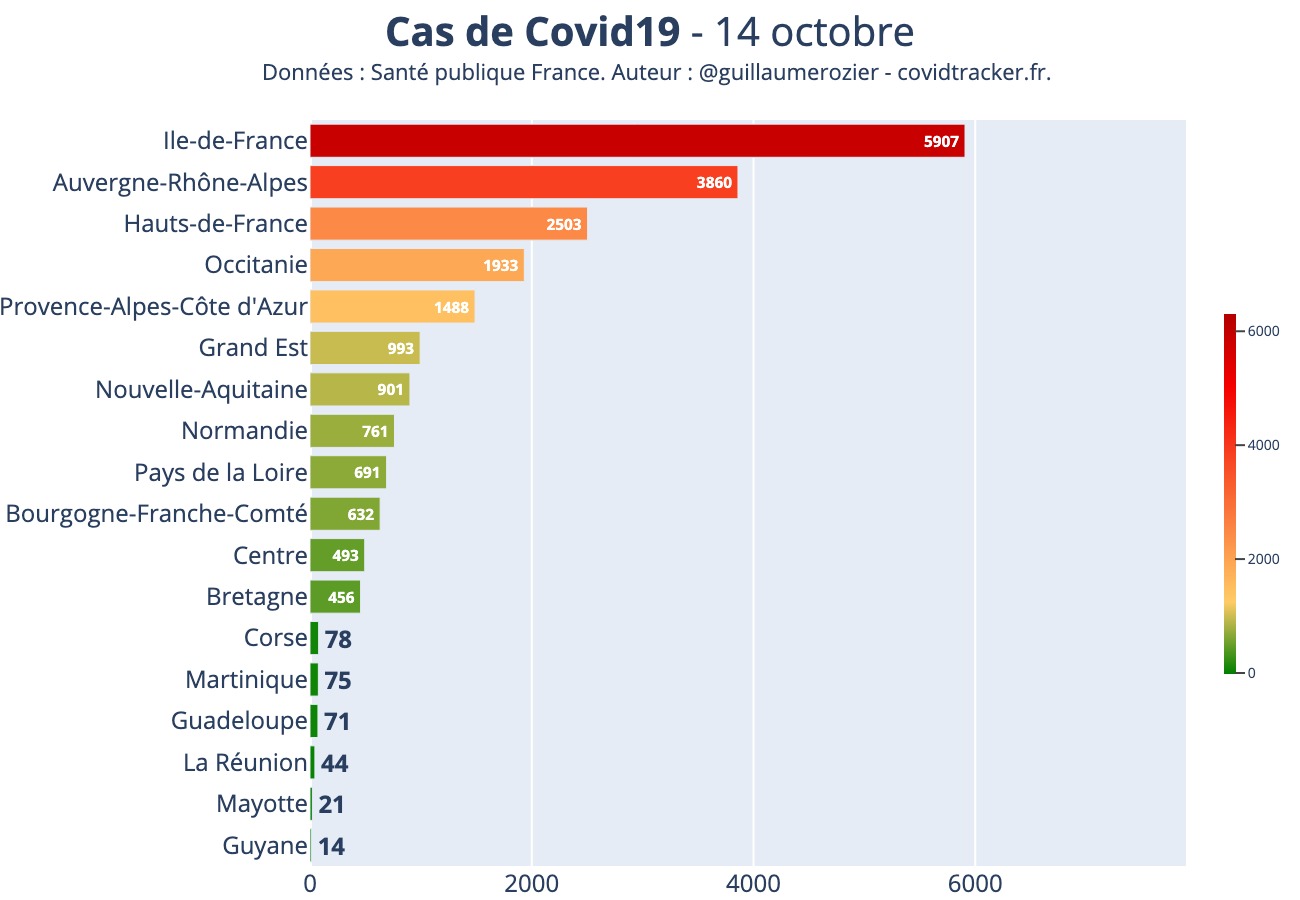 Cas de Covid19 - 14 octobre
Données : Santé publique France. Auteur : @guillaumerozier - covidtracker.fr.
Ile-de-France 5907
Auvergne-Rhône-Alpes 3860
Hauts-de-France 2503
Occitanie 1933
Provence-Alpes-Côte d'Azur 1488
Grand Est 993
Nouvelle-Aquitaine 901
Normandie 761
Pays de la Loire 691
Bourgogne-Franche-Comté 632
Centre 493
Bretagne 456
Corse 78
Martinique 75
Guadeloupe 71
La Réunion 44
Mayotte 21
Guyane 14
0 2000 4000 6000
6000
4000
2000
0